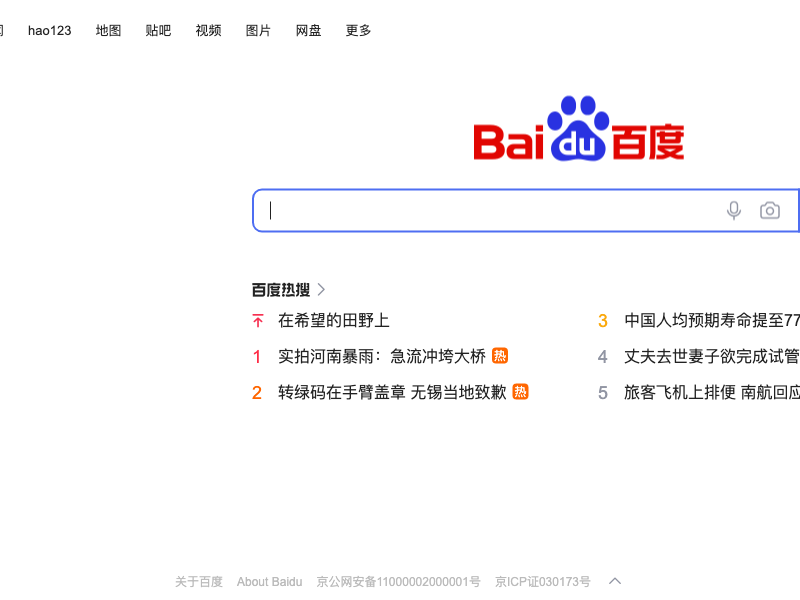 hao123 地图 贴吧 视频 图片 网盘 更多
Bai du 百度
百度热搜
在希望的田野上
3 中国人均预期寿命提至77
1 实拍河南暴雨：急流冲垮大桥 热
4 丈夫去世妻子欲完成试管
2 转绿码在手臂盖章 无锡当地致歉 热
5 旅客飞机上排便 南航回应
关于百度 About Baidu 京公网安备11000002000001号 京ICP证030173号